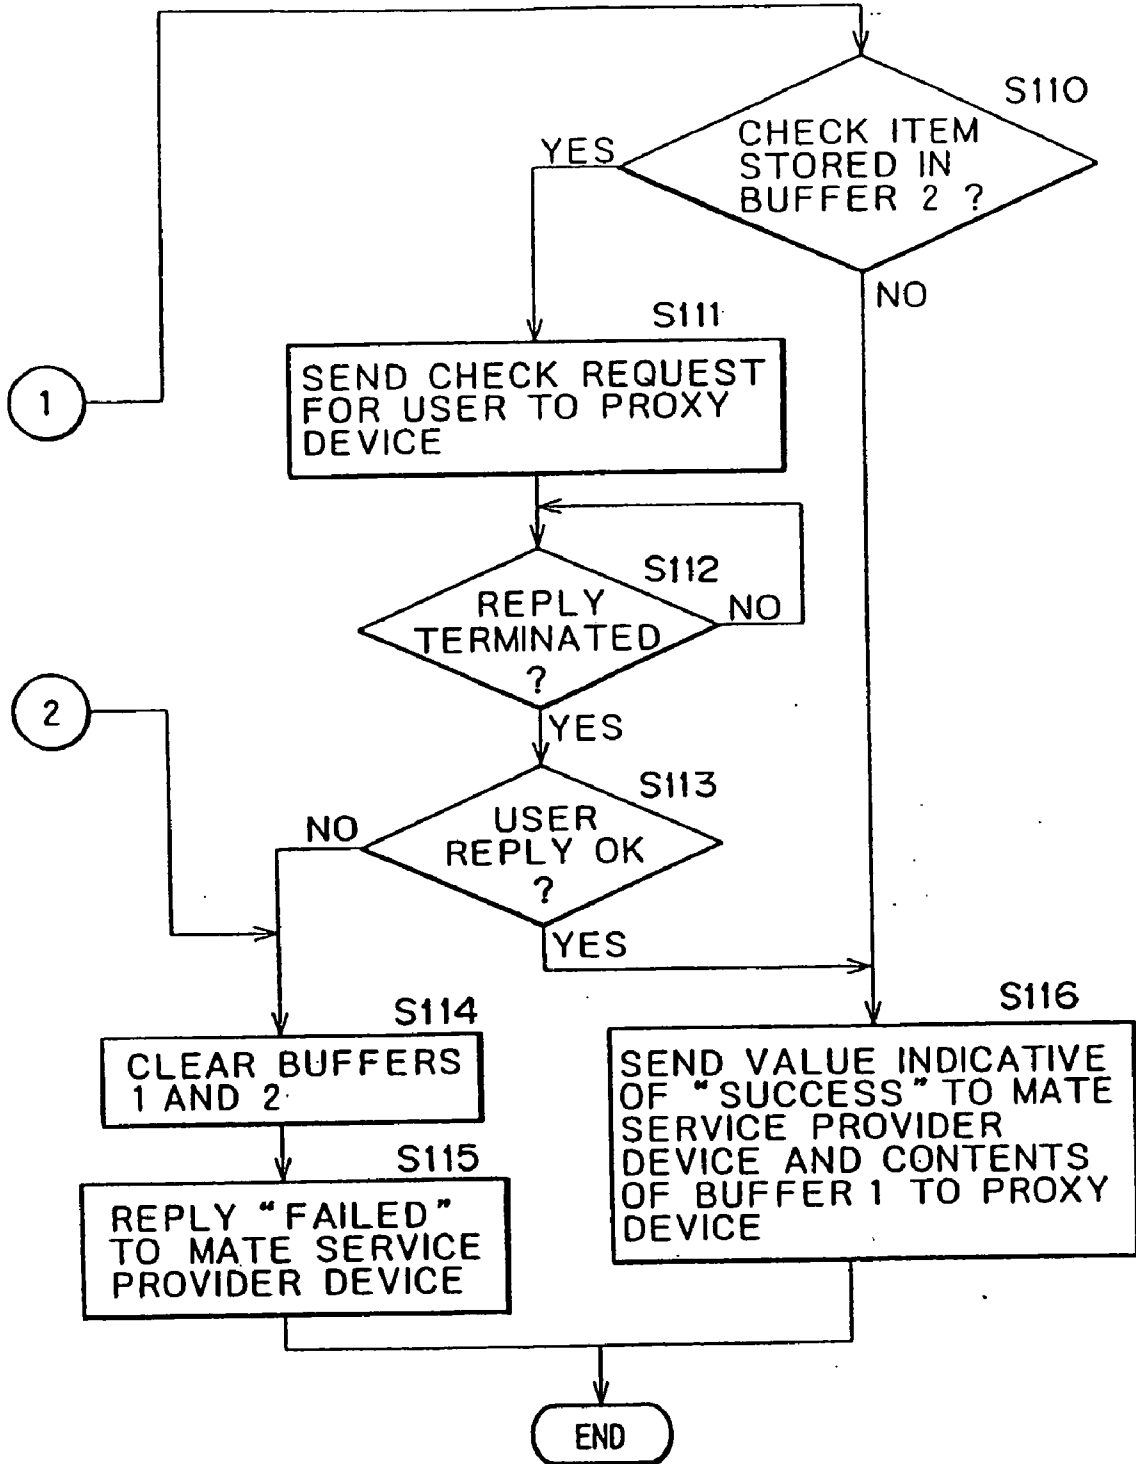 S110
CHECK ITEM
STORED IN
BUFFER 2 ?
YES
NO
S111
SEND CHECK REQUEST
FOR USER TO PROXY
DEVICE
1
S112
REPLY
TERMINATED
?
NO
YES
2
S113
USER
REPLY OK
?
NO
YES
S114
CLEAR BUFFERS
1 AND 2
S115
REPLY "FAILED"
TO MATE SERVICE
PROVIDER DEVICE
S116
SEND VALUE INDICATIVE
OF "SUCCESS" TO MATE
SERVICE PROVIDER
DEVICE AND CONTENTS
OF BUFFER 1 TO PROXY
DEVICE
END